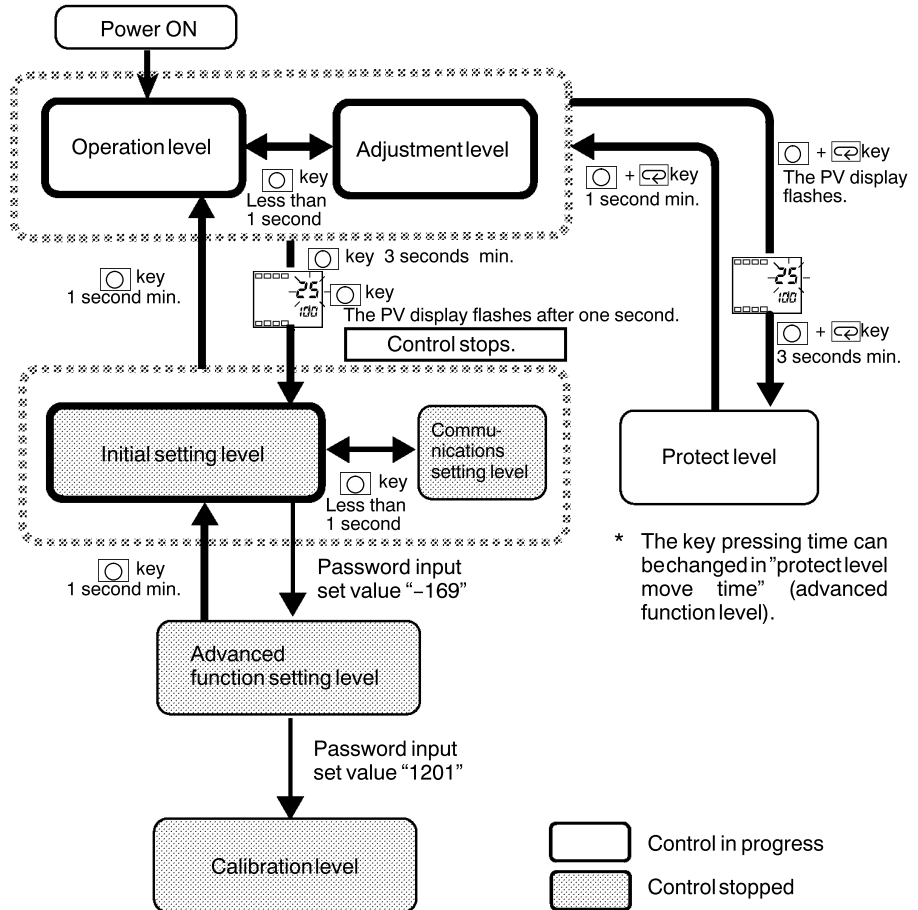 Power ON
Operation level
Adjustment level
key
Less than
1 second
+ key
1 second min.
+ key
The PV display
flashes.
25
100
+ key
3 seconds min.
key
1 second min.
key 3 seconds min.
25
100
key
The PV display flashes after one second.
Control stops.
Initial setting level
Commu-
nications
setting level
key
Less than
1 second
Protect level
* The key pressing time can
be changed in "protect level
move time" (advanced
function level).
key
1 second min.
Password input
set value “–169”
Advanced
function setting level
Password input
set value “1201”
Calibration level
Control in progress
Control stopped